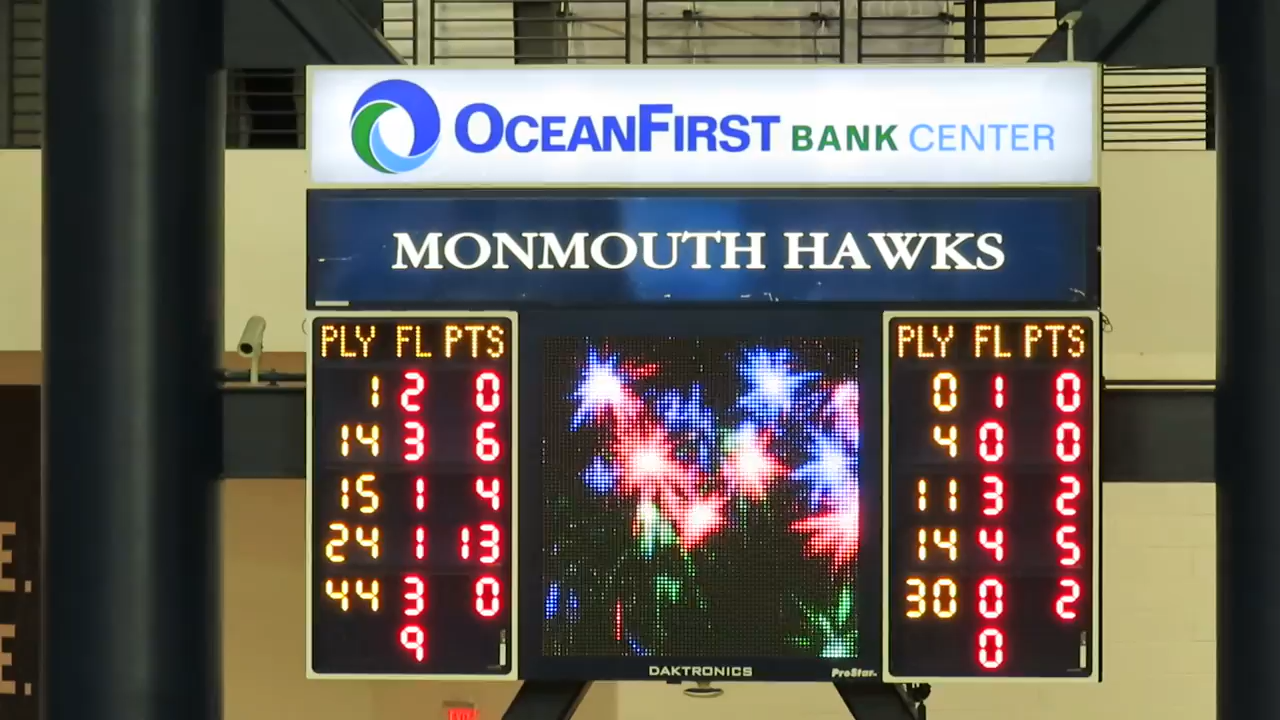 OCEANFIRST BANK CENTER
MONMOUTH HAWKS
PLY FL PTS
1 2 0
14 3 6
15 1 4
24 1 13
44 3 0
9
PLY FL PTS
0 1 0
4 0 0
11 3 2
14 4 5
30 0 2
0
DAKTRONICS
ProStar
EXIT
E.
E.